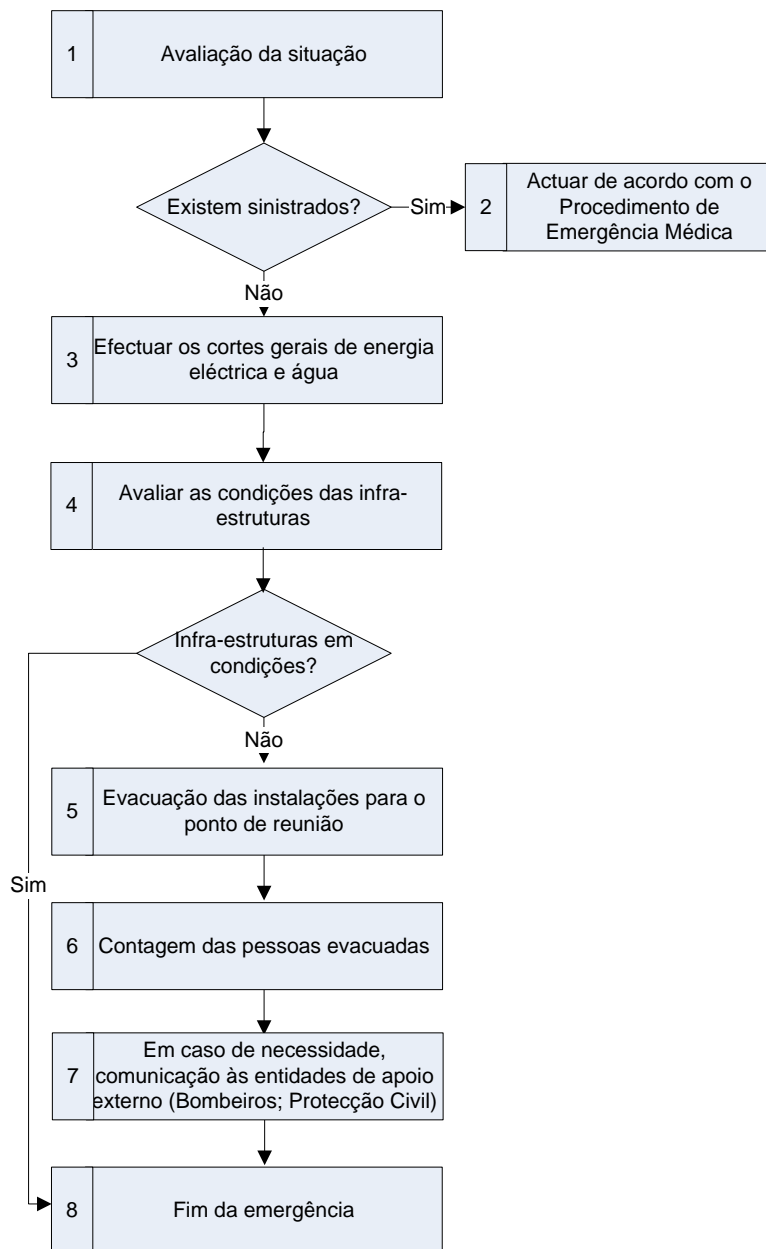 1
Avaliação da situação
Existem sinistrados?
Sim
2
Actuar de acordo com o
Procedimento de
Emergência Médica
Não
3
Efectuar os cortes gerais de energia
eléctrica e água
4
Avaliar as condições das infra-
estruturas
Infra-estruturas em
condições?
Não
5
Evacuação das instalações para o
ponto de reunião
Sim
6
Contagem das pessoas evacuadas
7
Em caso de necessidade,
comunicação às entidades de apoio
externo (Bombeiros; Protecção Civil)
8
Fim da emergência